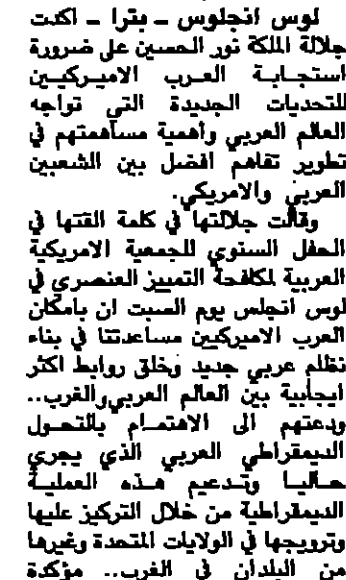 لوس انجلوس ـ بترا ـ اكدت
جلالة الملكة نور الحسين على ضرورة
استجابة العرب الاميركيين
للتحديات الجديدة التي تواجه
العالم العربي وأهمية مساهمتهم في
تطوير تفاهم افضل بين الشعبين
العربي والامريكي.
وقالت جلالتها في كلمة القتها في
الحفل السنوي للجمعية الامريكية
العربية لمكافحة التمييز العنصري في
لوس انجلس يوم السبت ان بامكان
العرب الاميركيين مساعدتنا في بناء
نظام عربي جديد وخلق روابط اكثر
ايجابية بين العالم العربي والغرب..
ودعتهم الى الاهتمام بالتحول
الديمقراطي العربي الذي يجري
حاليا وتدعيم هذه العملية
الديمقراطية من خلال التركيز عليها
وترويجها في الولايات المتحدة وغيرها
من البلدان في الغرب.. مؤكدة